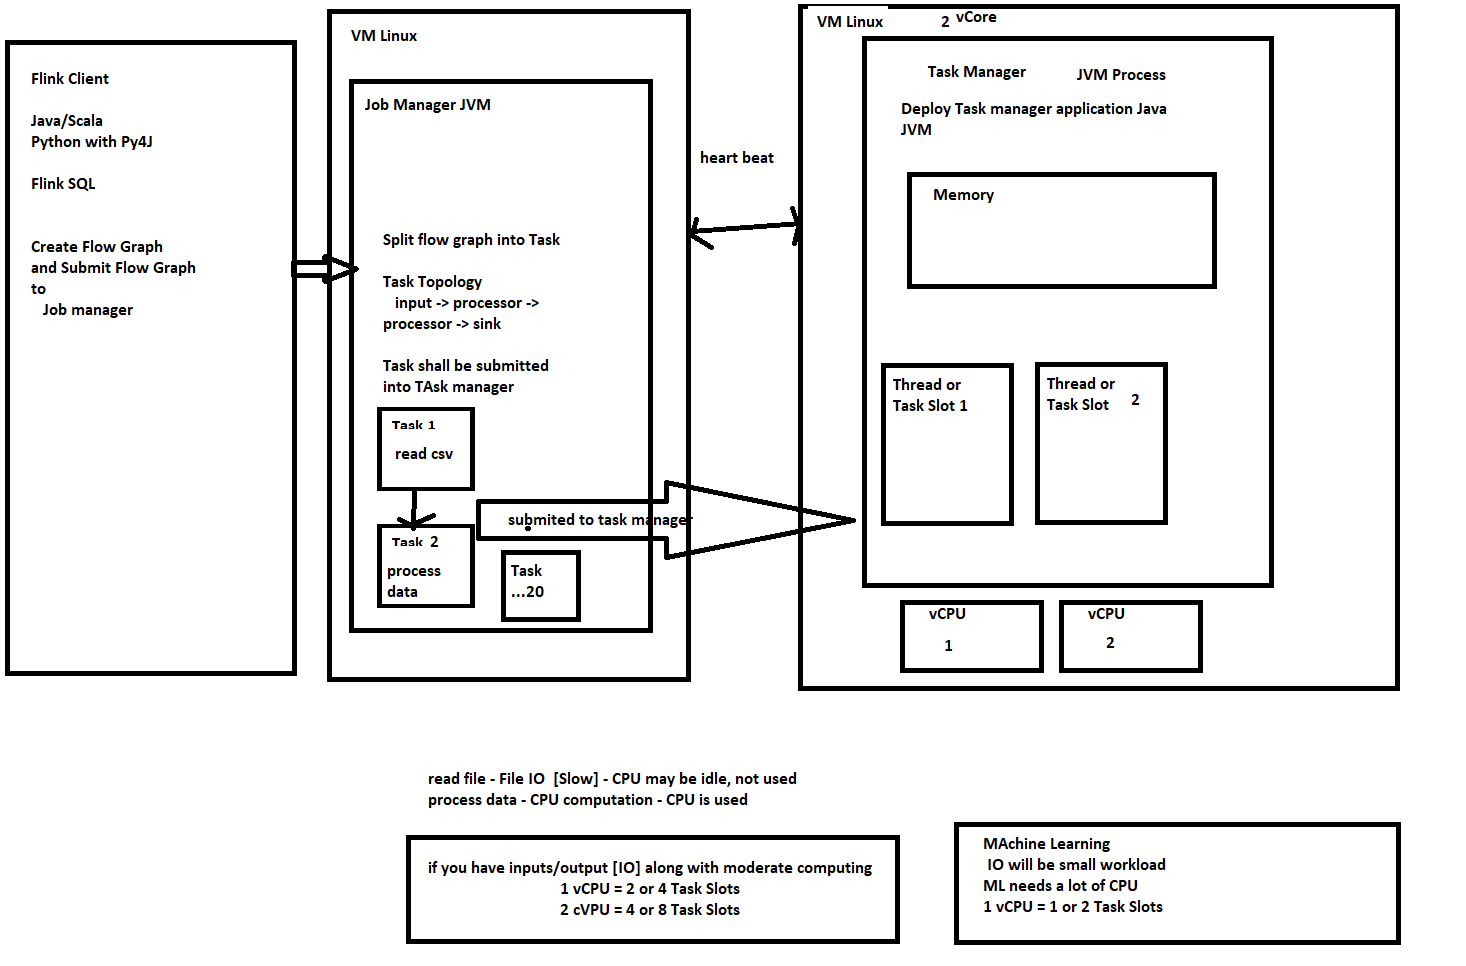 Flink Client
Java/Scala
Python with Py4J
Flink SQL
Create Flow Graph
and Submit Flow Graph
to
Job manager
VM Linux
Job Manager JVM
Split flow graph into Task
Task Topology
input -> processor ->
processor -> sink
Task shall be submitted
into TAsk manager
Task 1
read csv
Task 2
process
data
submited to task manager
Task
...20
heart beat
VM Linux
2 vCore
Task Manager
JVM Process
Deploy Task manager application Java
JVM
Memory
Thread or
Task Slot 1
Thread or
Task Slot 2
vCPU
1
vCPU
2
read file - File IO [Slow] - CPU may be idle, not used
process data - CPU computation - CPU is used
if you have inputs/output [IO] along with moderate computing
1 vCPU = 2 or 4 Task Slots
2 cVPU = 4 or 8 Task Slots
MAchine Learning
IO will be small workload
ML needs a lot of CPU
1 vCPU = 1 or 2 Task Slots